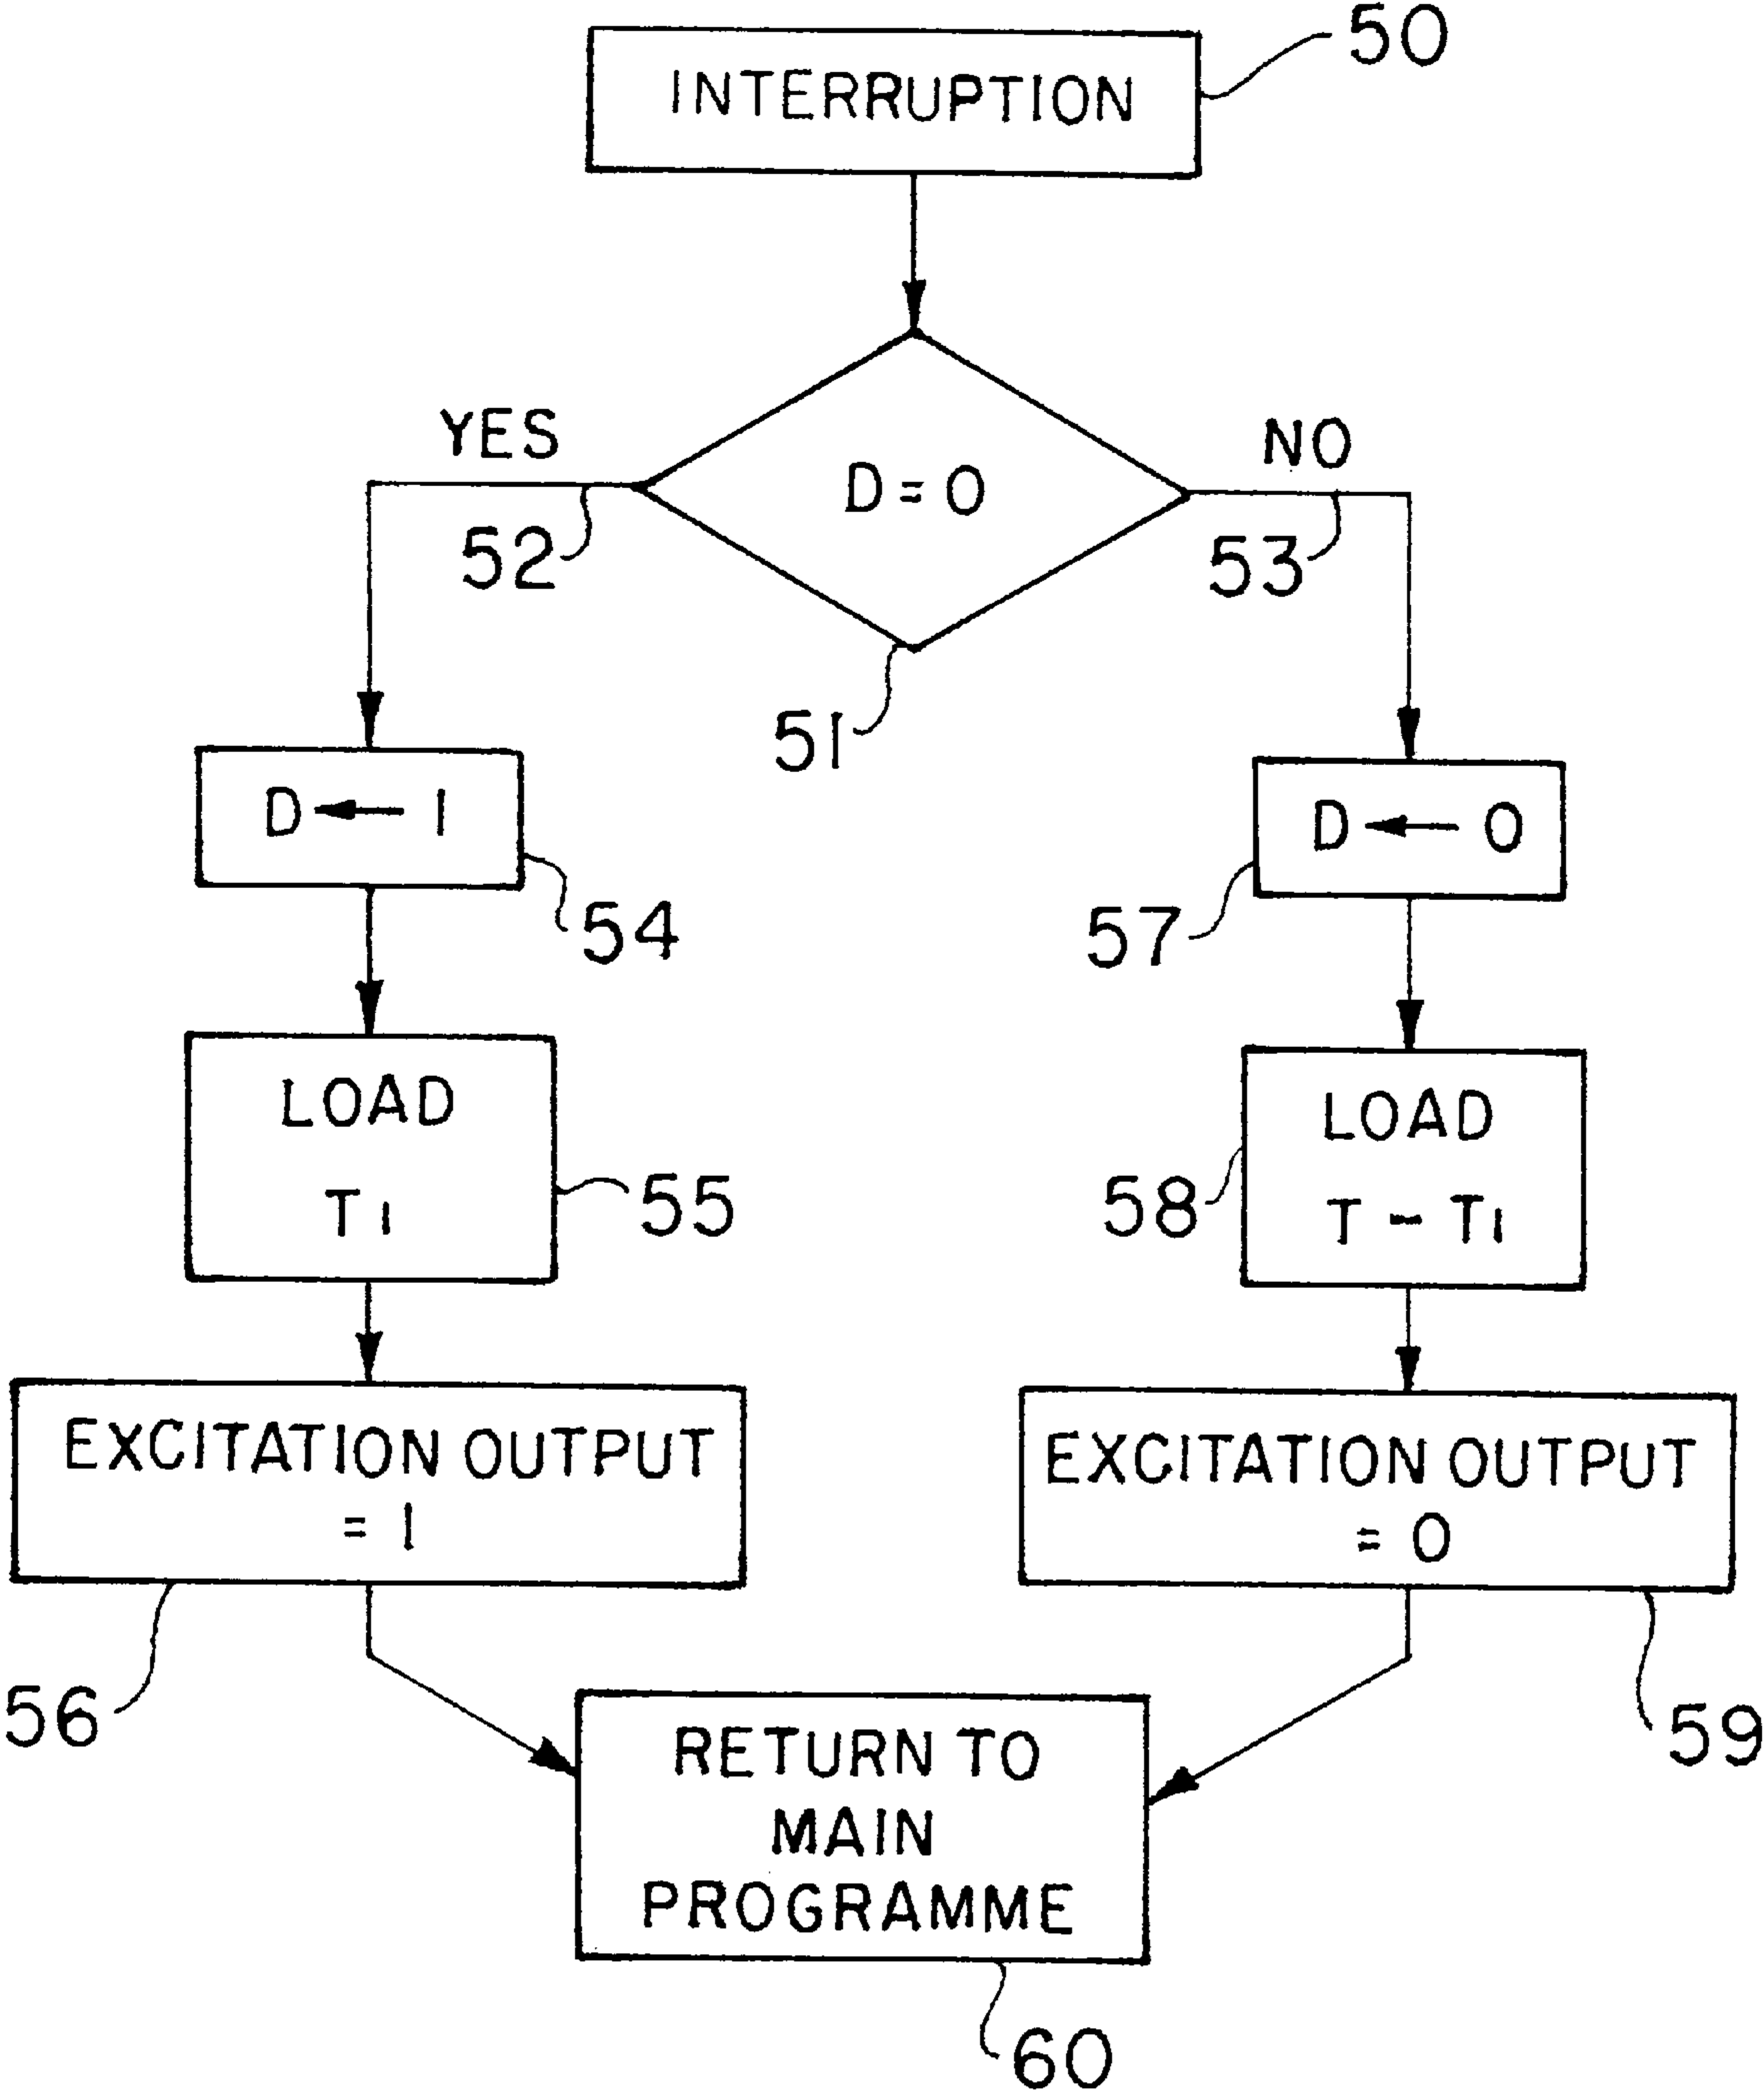 50
INTERRUPTION
YES
NO
D = 0
52
53
51
D ← 1
D ← 0
54
57
LOAD
T1
LOAD
T - T1
55
58
EXCITATION OUTPUT
= 1
EXCITATION OUTPUT
= 0
56
59
RETURN TO
MAIN
PROGRAMME
60